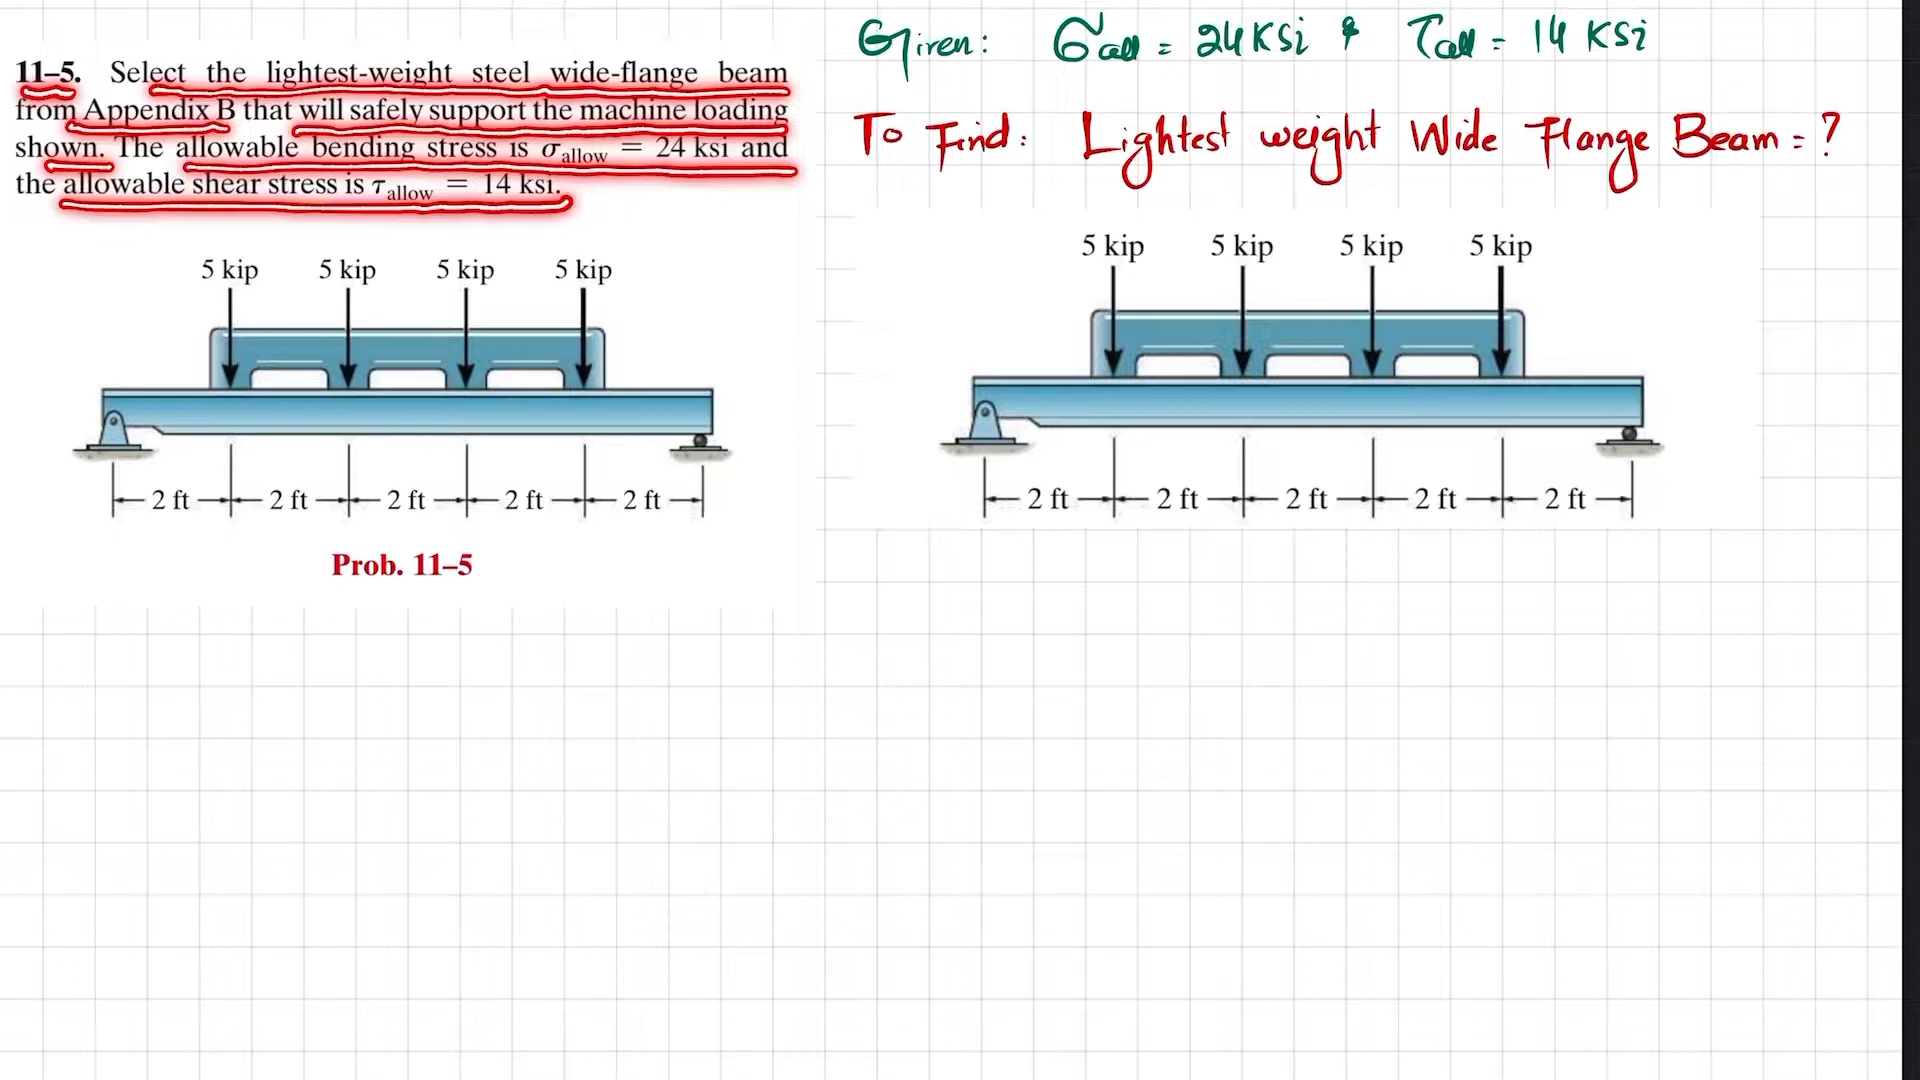 11–5. Select the lightest-weight steel wide-flange beam
from Appendix B that will safely support the machine loading
shown. The allowable bending stress is σallow = 24 ksi and
the allowable shear stress is τallow = 14 ksi.
5 kip 5 kip 5 kip 5 kip
2 ft 2 ft 2 ft 2 ft 2 ft
Prob. 11–5
Given: σall = 24 KSi & τall = 14 KSi
To Find: Lightest weight Wide Flange Beam = ?
5 kip 5 kip 5 kip 5 kip
2 ft 2 ft 2 ft 2 ft 2 ft